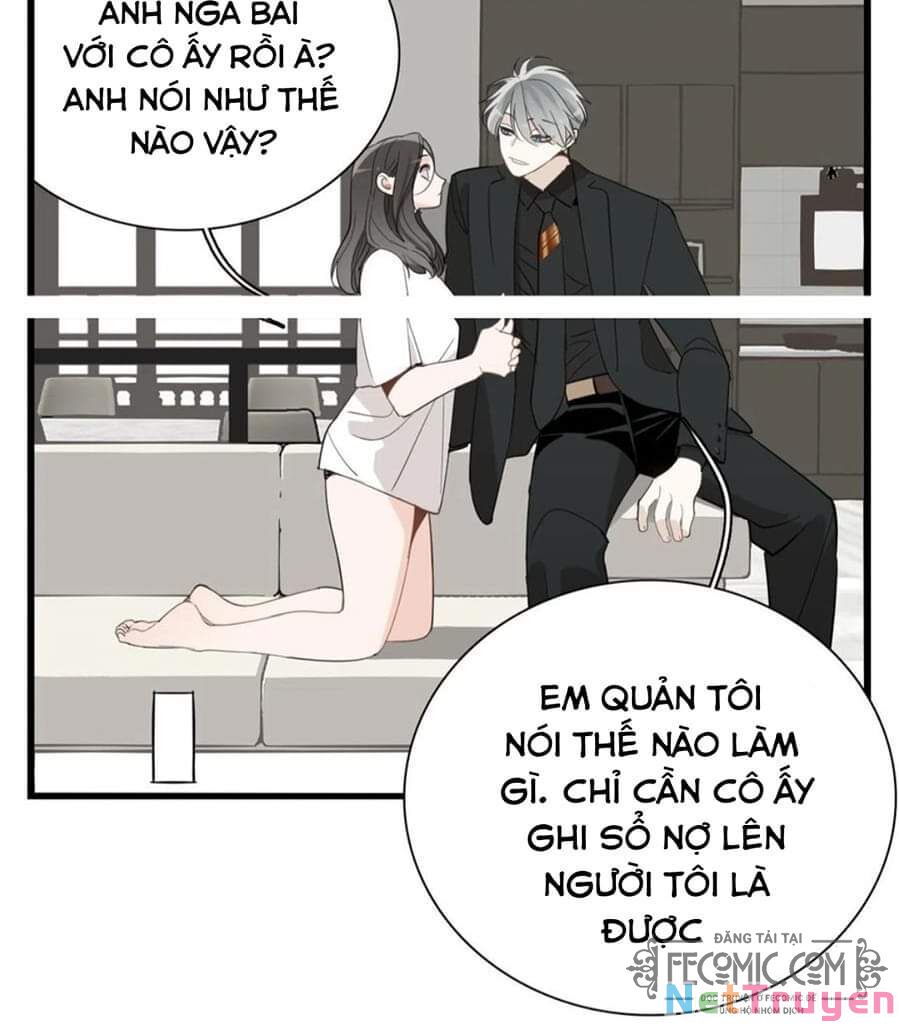 ANH NGẢ BÀI
VỚI CÔ ẤY RỒI À?
ANH NÓI NHƯ THẾ
NÀO VẬY?
EM QUẢN TÔI
NÓI THẾ NÀO LÀM
GÌ. CHỈ CẦN CÔ ẤY
GHI SỔ NỢ LÊN
NGƯỜI TÔI LÀ
ĐƯỢC
ĐĂNG TẢI TẠI
FECOMIC.COM
NetTruyen